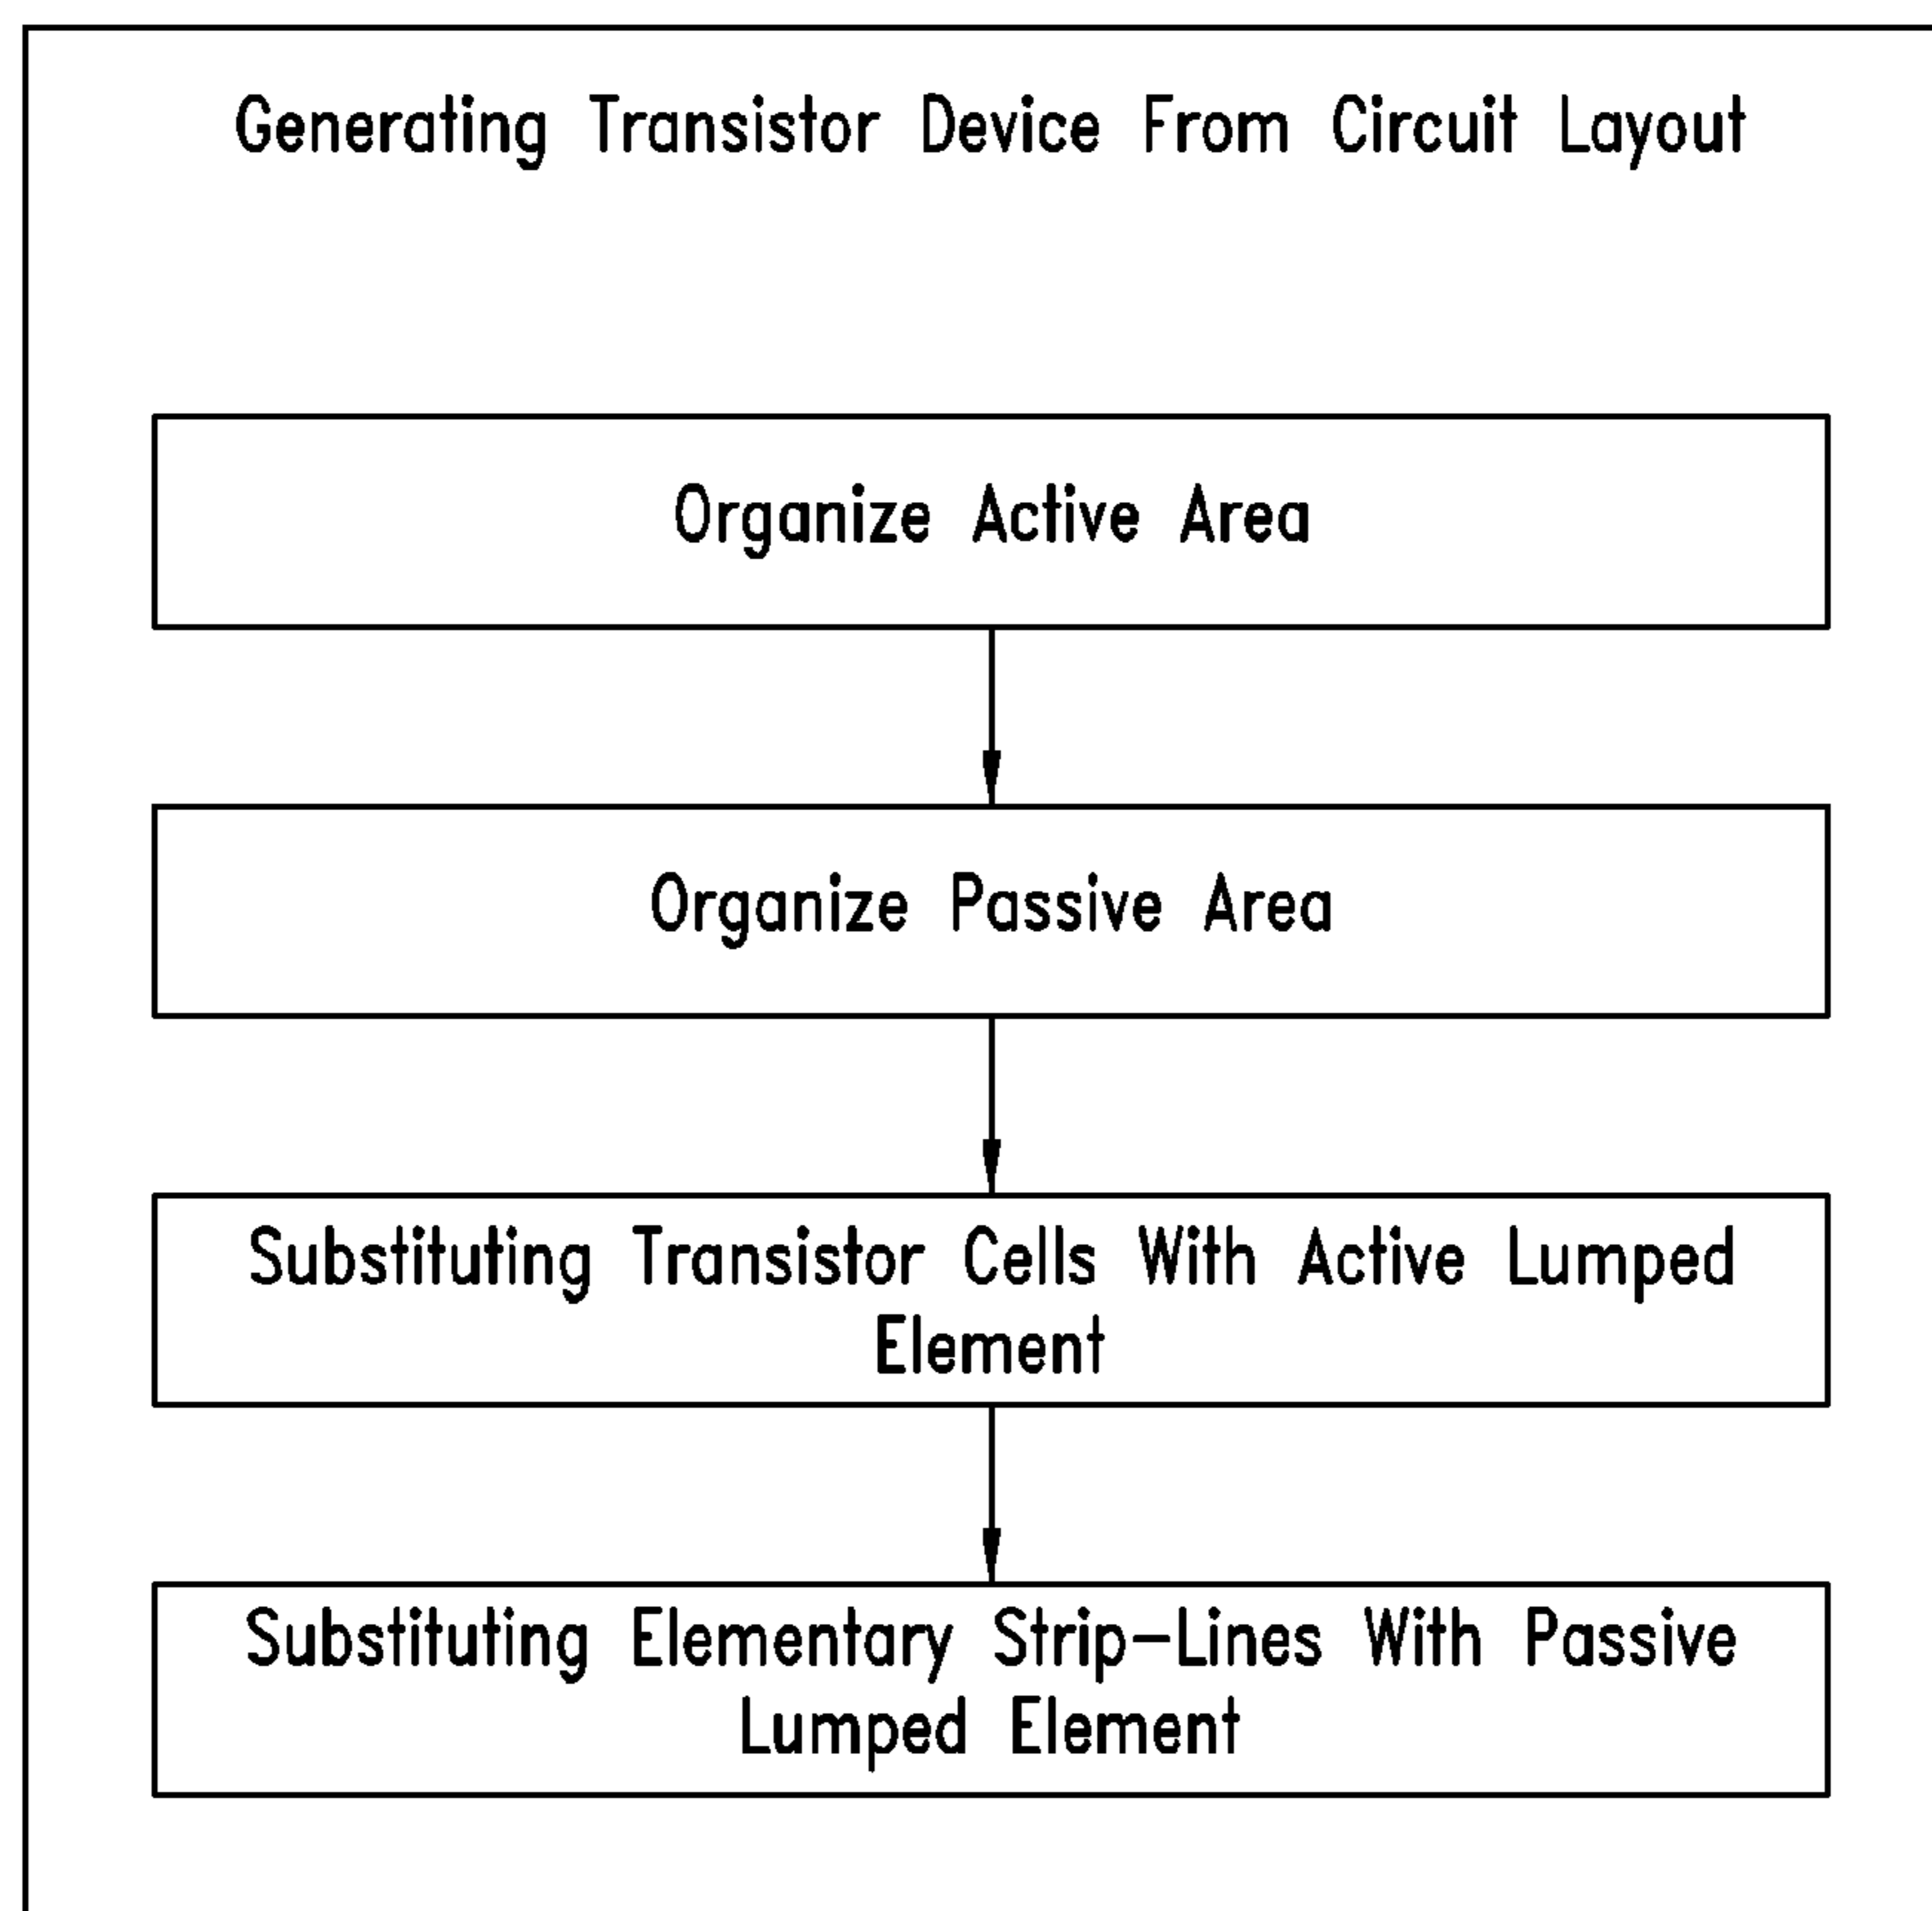 Generating Transistor Device From Circuit Layout
Organize Active Area
Organize Passive Area
Substituting Transistor Cells With Active Lumped
Element
Substituting Elementary Strip-Lines With Passive
Lumped Element